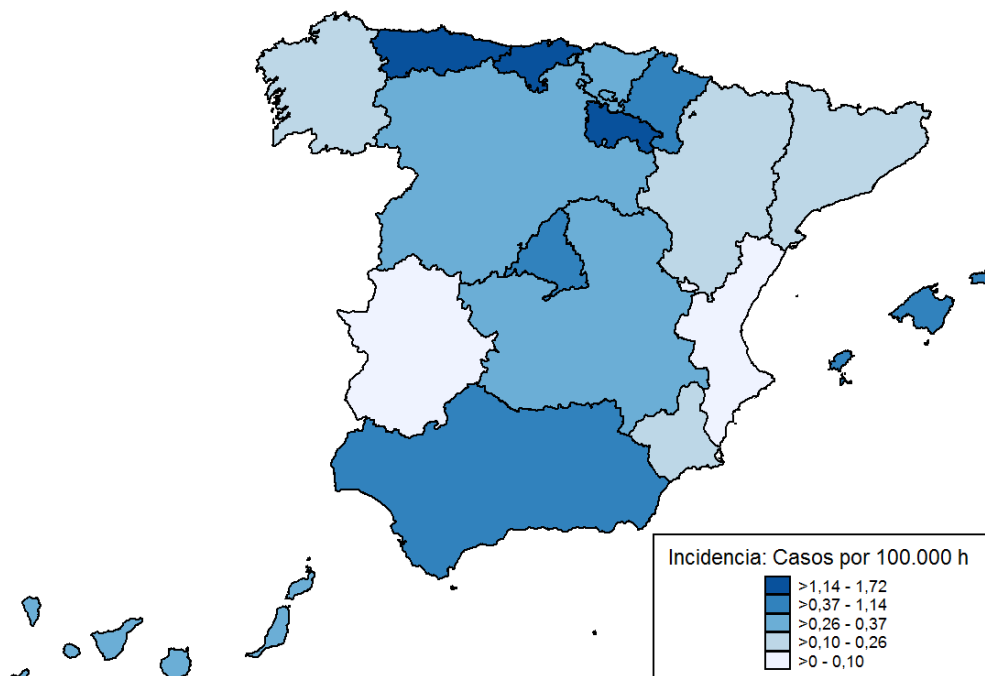 Incidencia: Casos por 100.000 h
>1,14 - 1,72
>0,37 - 1,14
>0,26 - 0,37
>0,10 - 0,26
>0 - 0,10